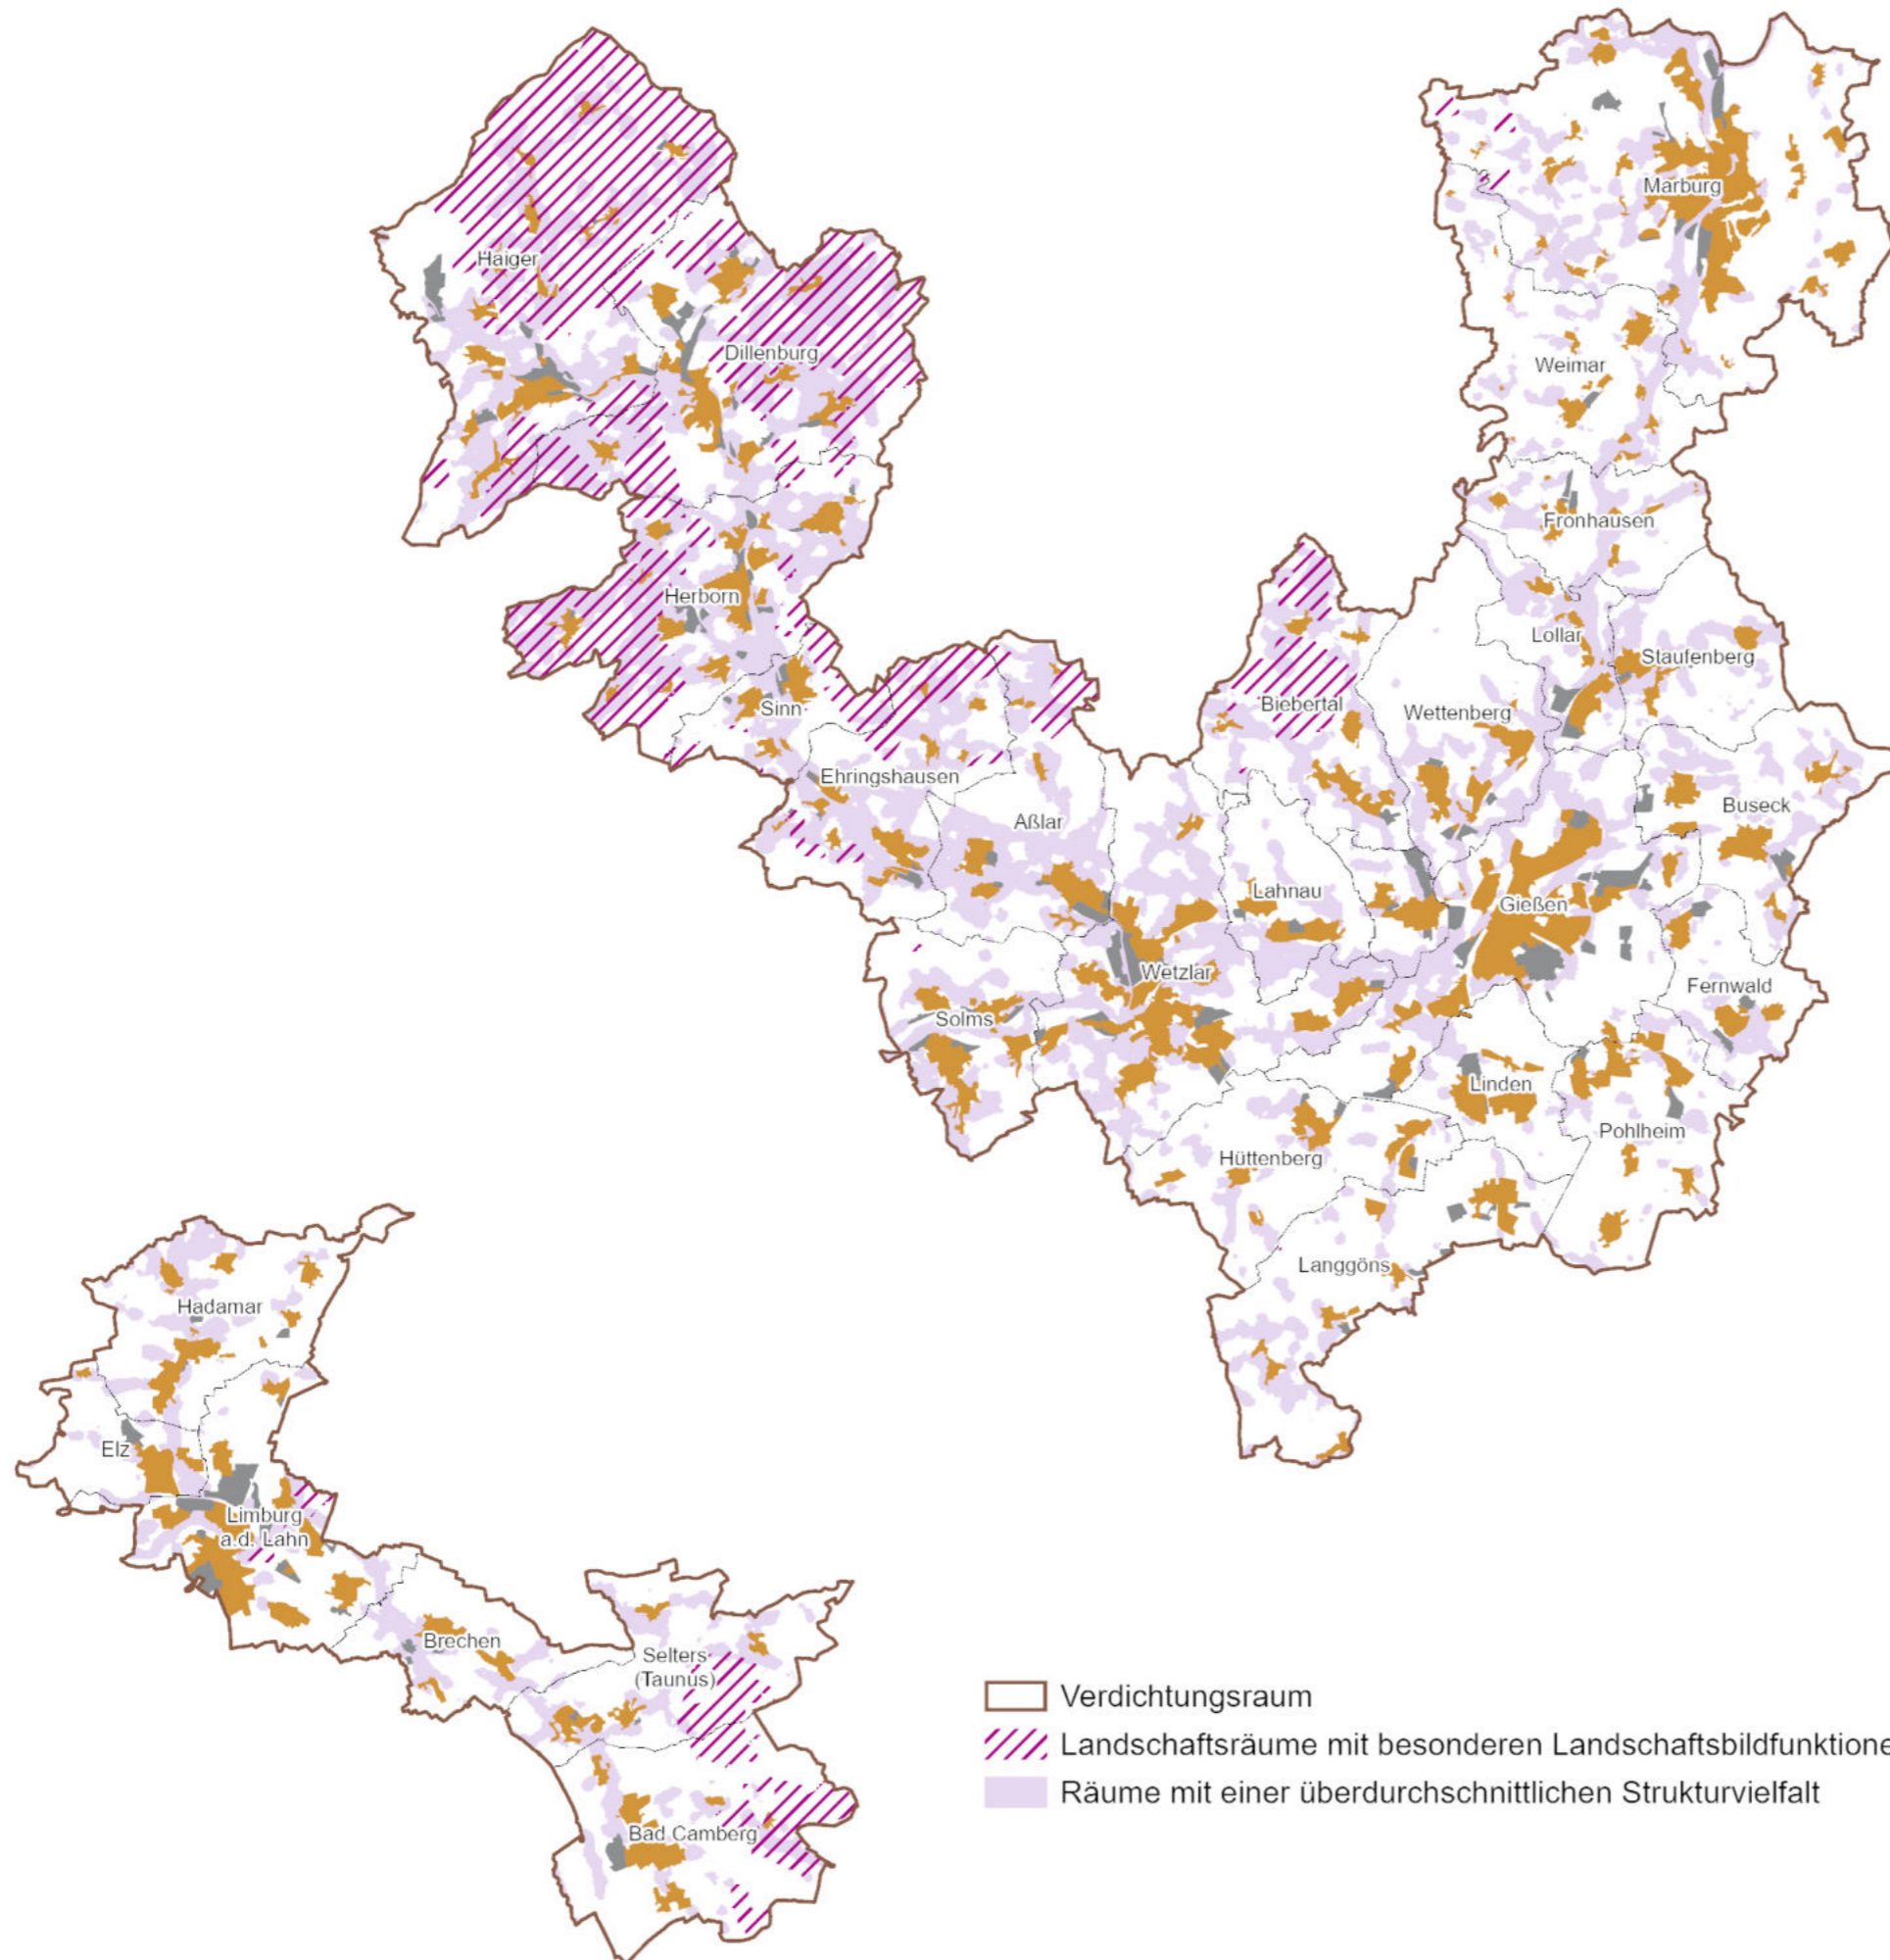 Marburg
Haiger
Dillenburg
Weimar
Fronhausen
Herborn
Lollar
Staufenberg
Biebertal
Sinn
Wettenberg
Ehringshausen
Buseck
Aßlar
Lahnau
Gießen
Wetzlar
Fernwald
Solms
Linden
Pohlheim
Hüttenberg
Langgöns
Hadamar
Elz
Limburg
a.d. Lahn
Brechen
Selters
(Taunus)
Bad Camberg
Verdichtungsraum
Landschaftsräume mit besonderen Landschaftsbildfunktione
Räume mit einer überdurchschnittlichen Strukturvielfalt